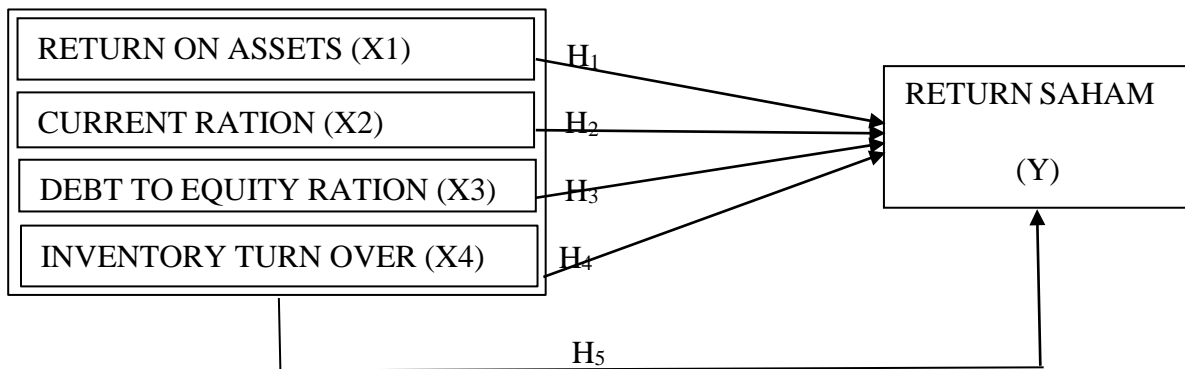 RETURN ON ASSETS (X1)
CURRENT RATION (X2)
DEBT TO EQUITY RATION (X3)
INVENTORY TURN OVER (X4)
H1
H2
H3
H4
RETURN SAHAM
(Y)
H5